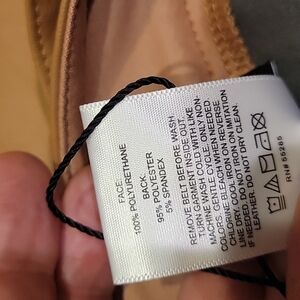 FACE
100% POLYURETHANE
BACK
95% POLYESTER
5% SPANDEX
REMOVE BELT BEFORE WASH
TURN GARMENT INSIDE OUT.
MACHINE WASH COLD, WITH LIKE
COLORS, GENTLE CYCLE. ONLY NON-
CHLORINE BLEACH WHEN NEEDED
LINE DRY. COOL IRON ON REVERSE
IF NEEDED. DO NOT IRON ON IMITATION
LEATHER. DO NOT DRY CLEAN
RN# 55285